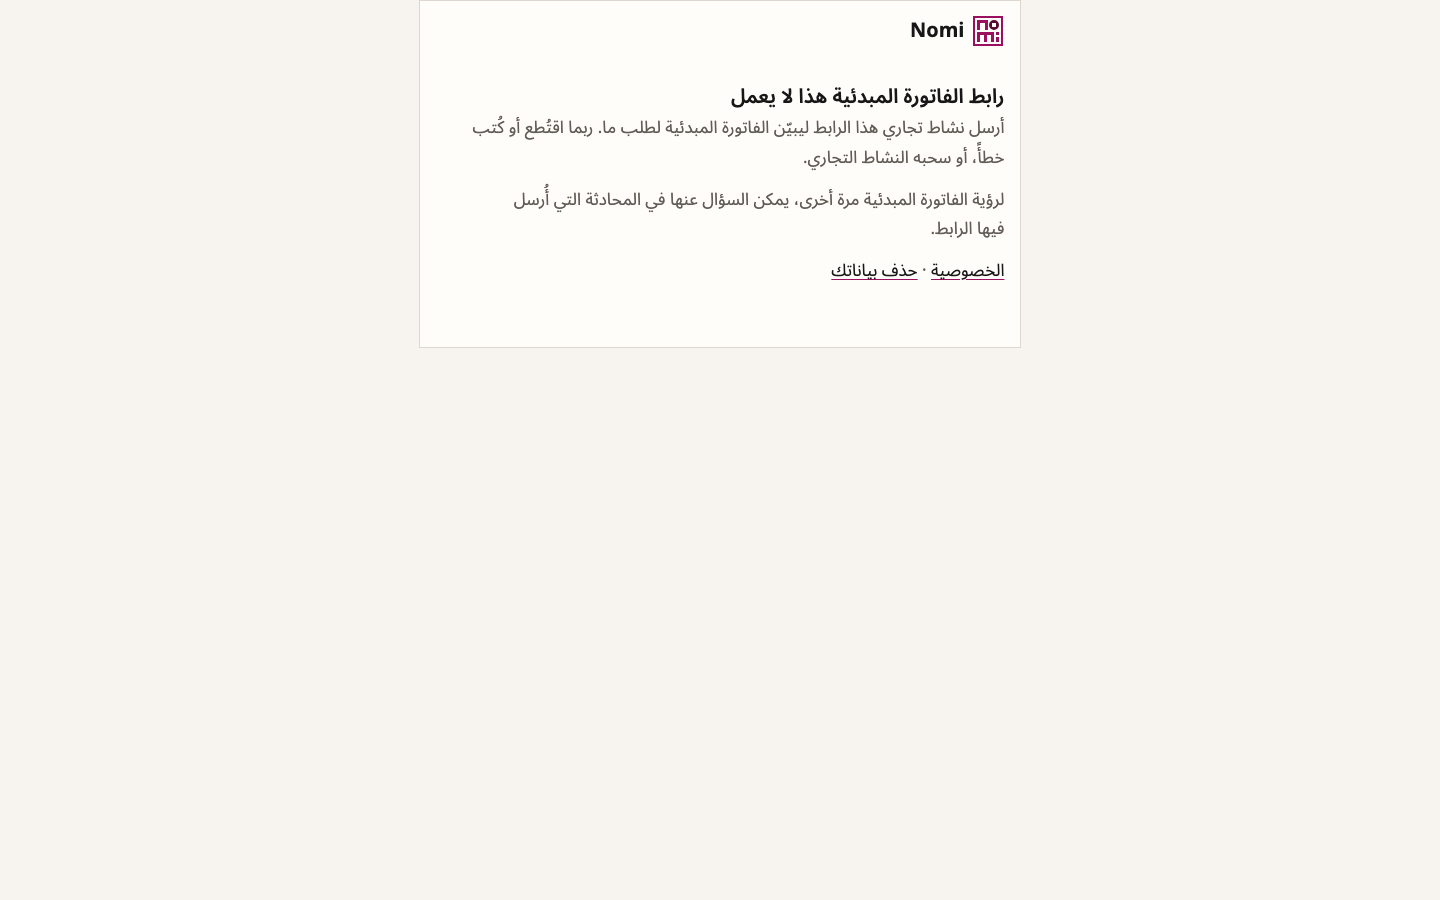 nomi
Nomi
رابط الفاتورة المبدئية هذا لا يعمل
أرسل نشاط تجاري هذا الرابط ليبيّن الفاتورة المبدئية لطلب ما. ربما اقتُطع أو كُتب
خطأً، أو سحبه النشاط التجاري.
لرؤية الفاتورة المبدئية مرة أخرى، يمكن السؤال عنها في المحادثة التي أُرسل
فيها الرابط.
الخصوصية · حذف بياناتك